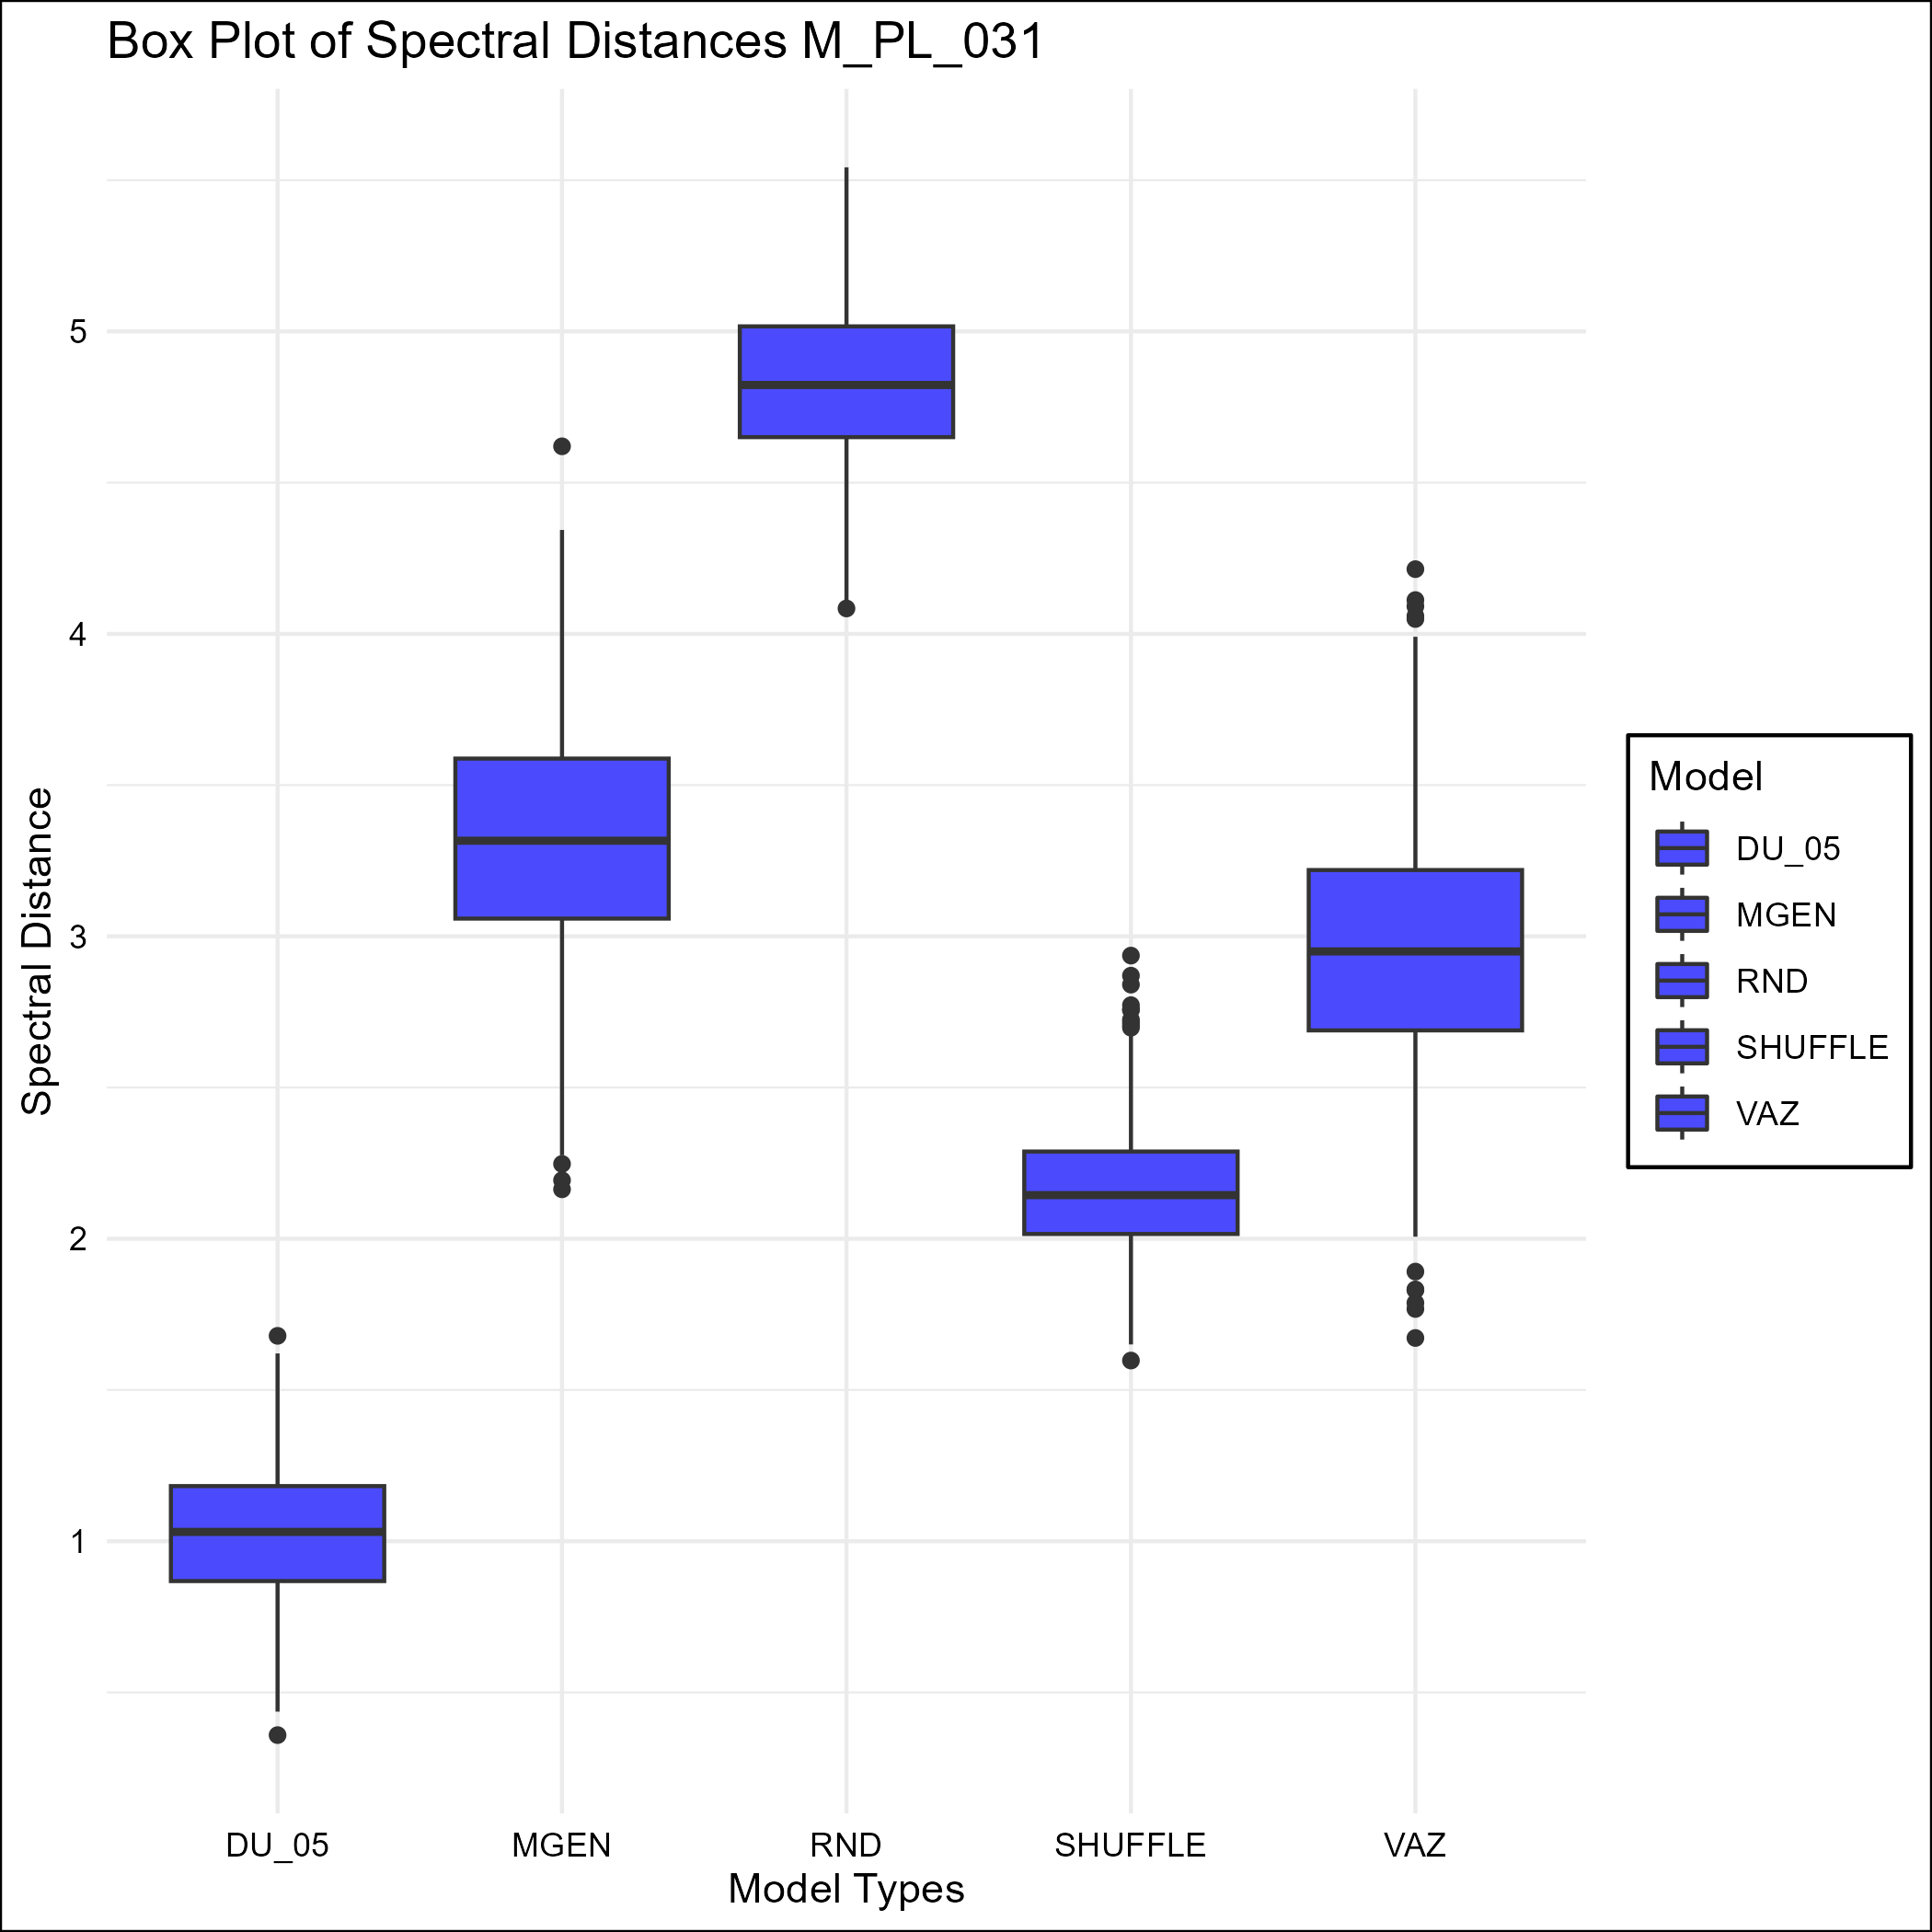 Box Plot of Spectral Distances M_PL_031
Spectral Distance
5
4
3
2
1
DU_05
MGEN
RND
SHUFFLE
VAZ
Model Types
Model
DU_05
MGEN
RND
SHUFFLE
VAZ